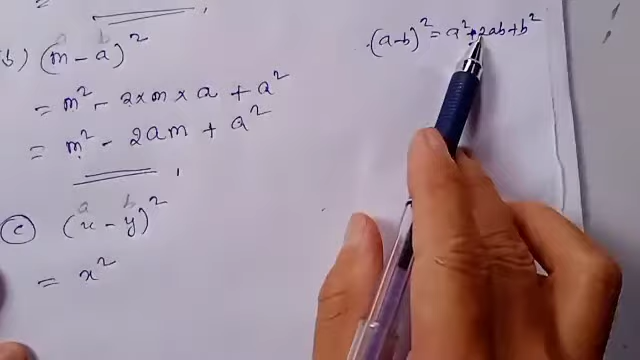 (a-b)² = a² - 2ab + b²
b) (m - a)²
a b
= m² - 2 × m × a + a²
= m² - 2am + a²
c (x - y)²
a b
= x²